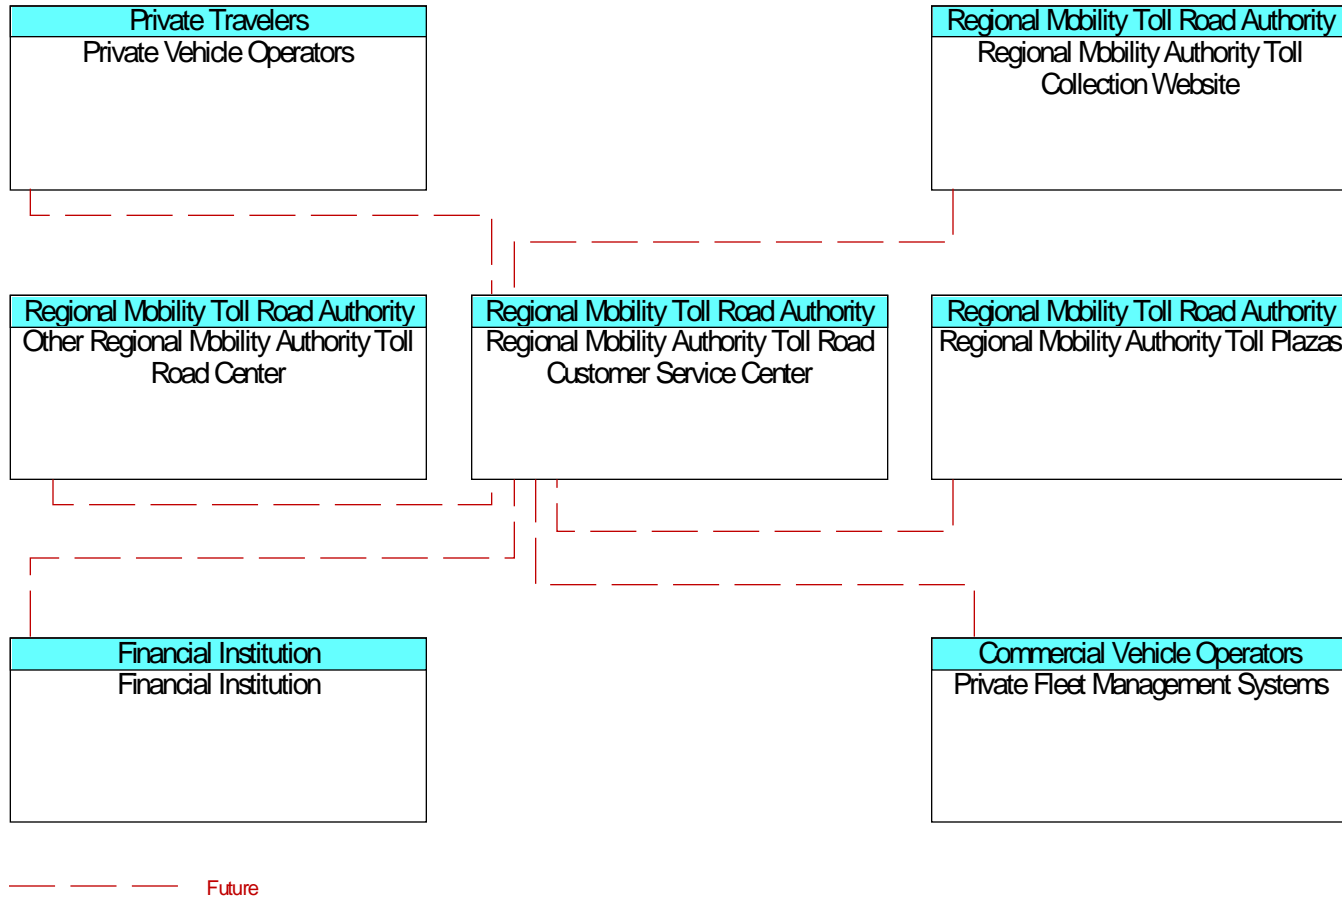 Private Travelers
Private Vehicle Operators
Regional Mobility Toll Road Authority
Regional Mobility Authority Toll
Collection Website
Regional Mobility Toll Road Authority
Other Regional Mobility Authority Toll
Road Center
Regional Mobility Toll Road Authority
Regional Mobility Authority Toll Road
Customer Service Center
Regional Mobility Toll Road Authority
Regional Mobility Authority Toll Plazas
Financial Institution
Financial Institution
Commercial Vehicle Operators
Private Fleet Management Systems
Future